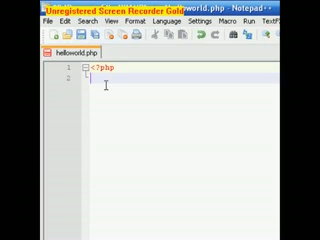 Unregistered Screen Recorder Gold
helloworld.php - Notepad++
File Edit Search View Format Language Settings Macro Run TextF
helloworld.php
1 <?php
2